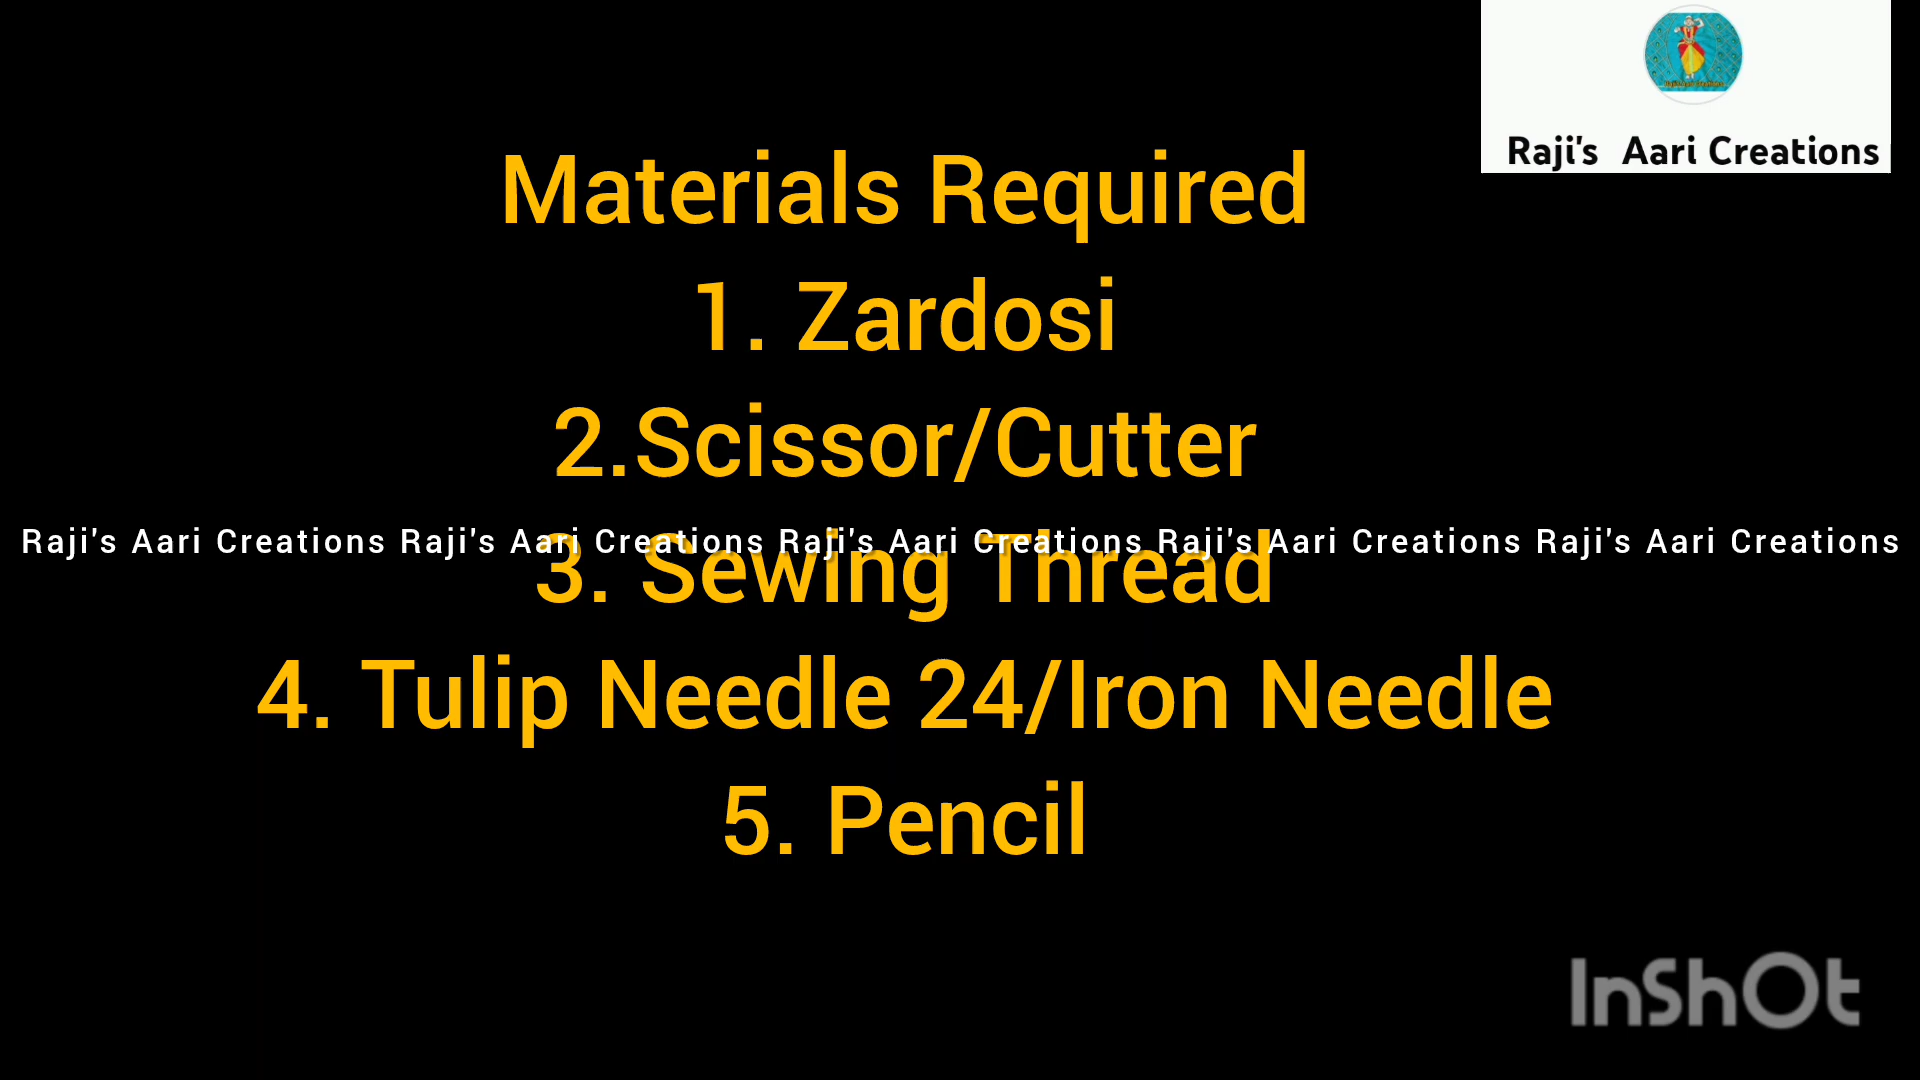 Raji's Aari Creations
Materials Required
1. Zardosi
2.Scissor/Cutter
Raji's Aari Creations Raji's Aari Creations Raji's Aari Creations Raji's Aari Creations Raji's Aari Creations
3. Sewing Thread
4. Tulip Needle 24/Iron Needle
5. Pencil
InShOt